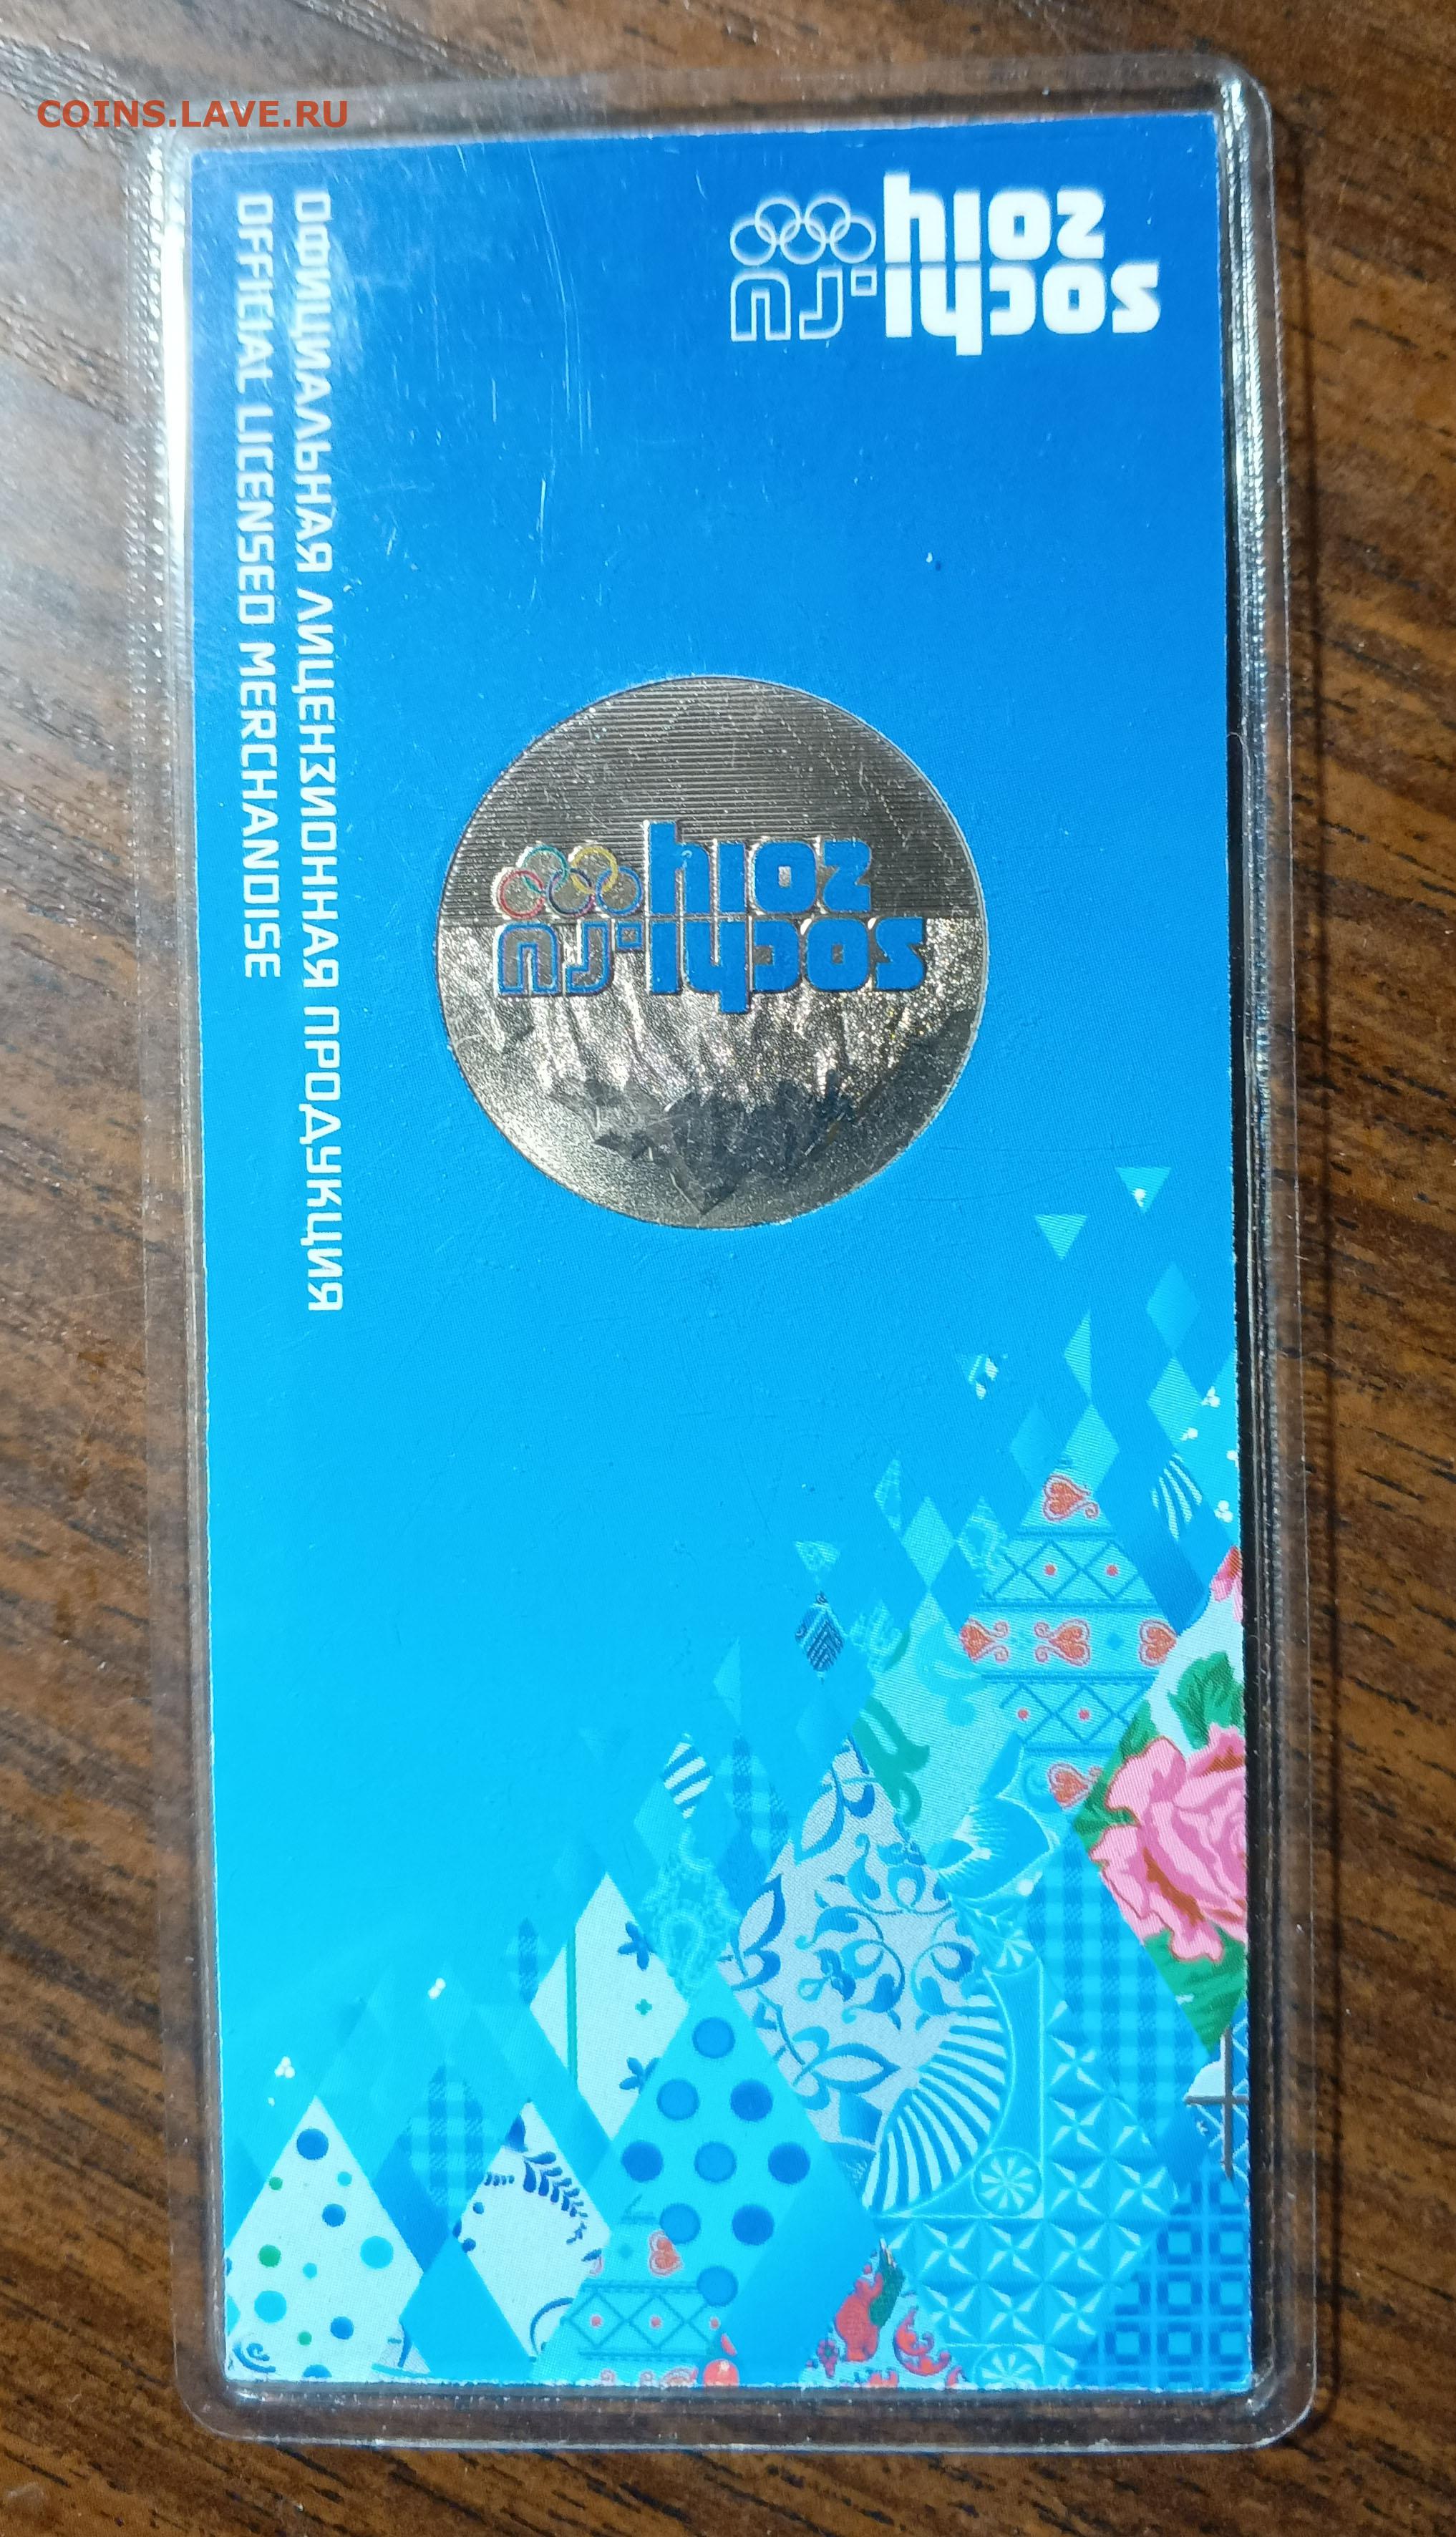 COINS.LAVE.RU
sochi.ru
2014
ОФИЦИАЛЬНАЯ ЛИЦЕНЗИОННАЯ ПРОДУКЦИЯ
OFFICIAL LICENSED MERCHANDISE
sochi.ru
2014